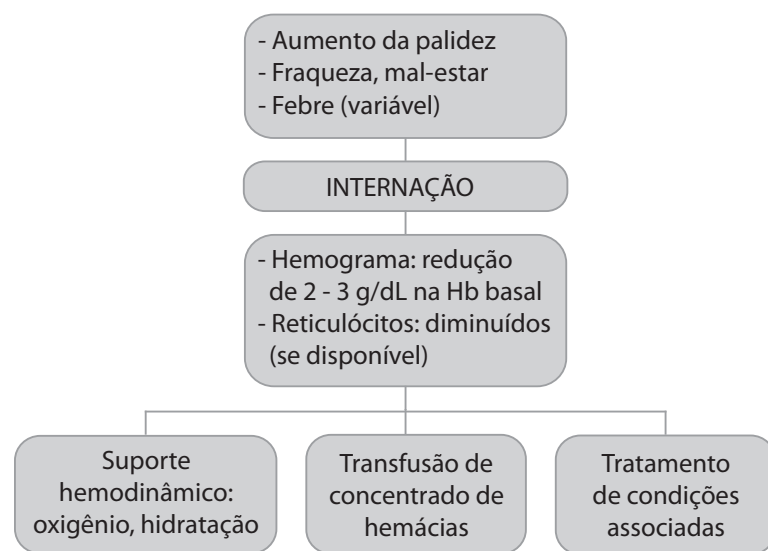 - Aumento da palidez
- Fraqueza, mal-estar
- Febre (variável)
INTERNAÇÃO
- Hemograma: redução
de 2 - 3 g/dL na Hb basal
- Reticulócitos: diminuídos
(se disponível)
Suporte
hemodinâmico:
oxigênio, hidratação
Transfusão de
concentrado de
hemácias
Tratamento
de condições
associadas